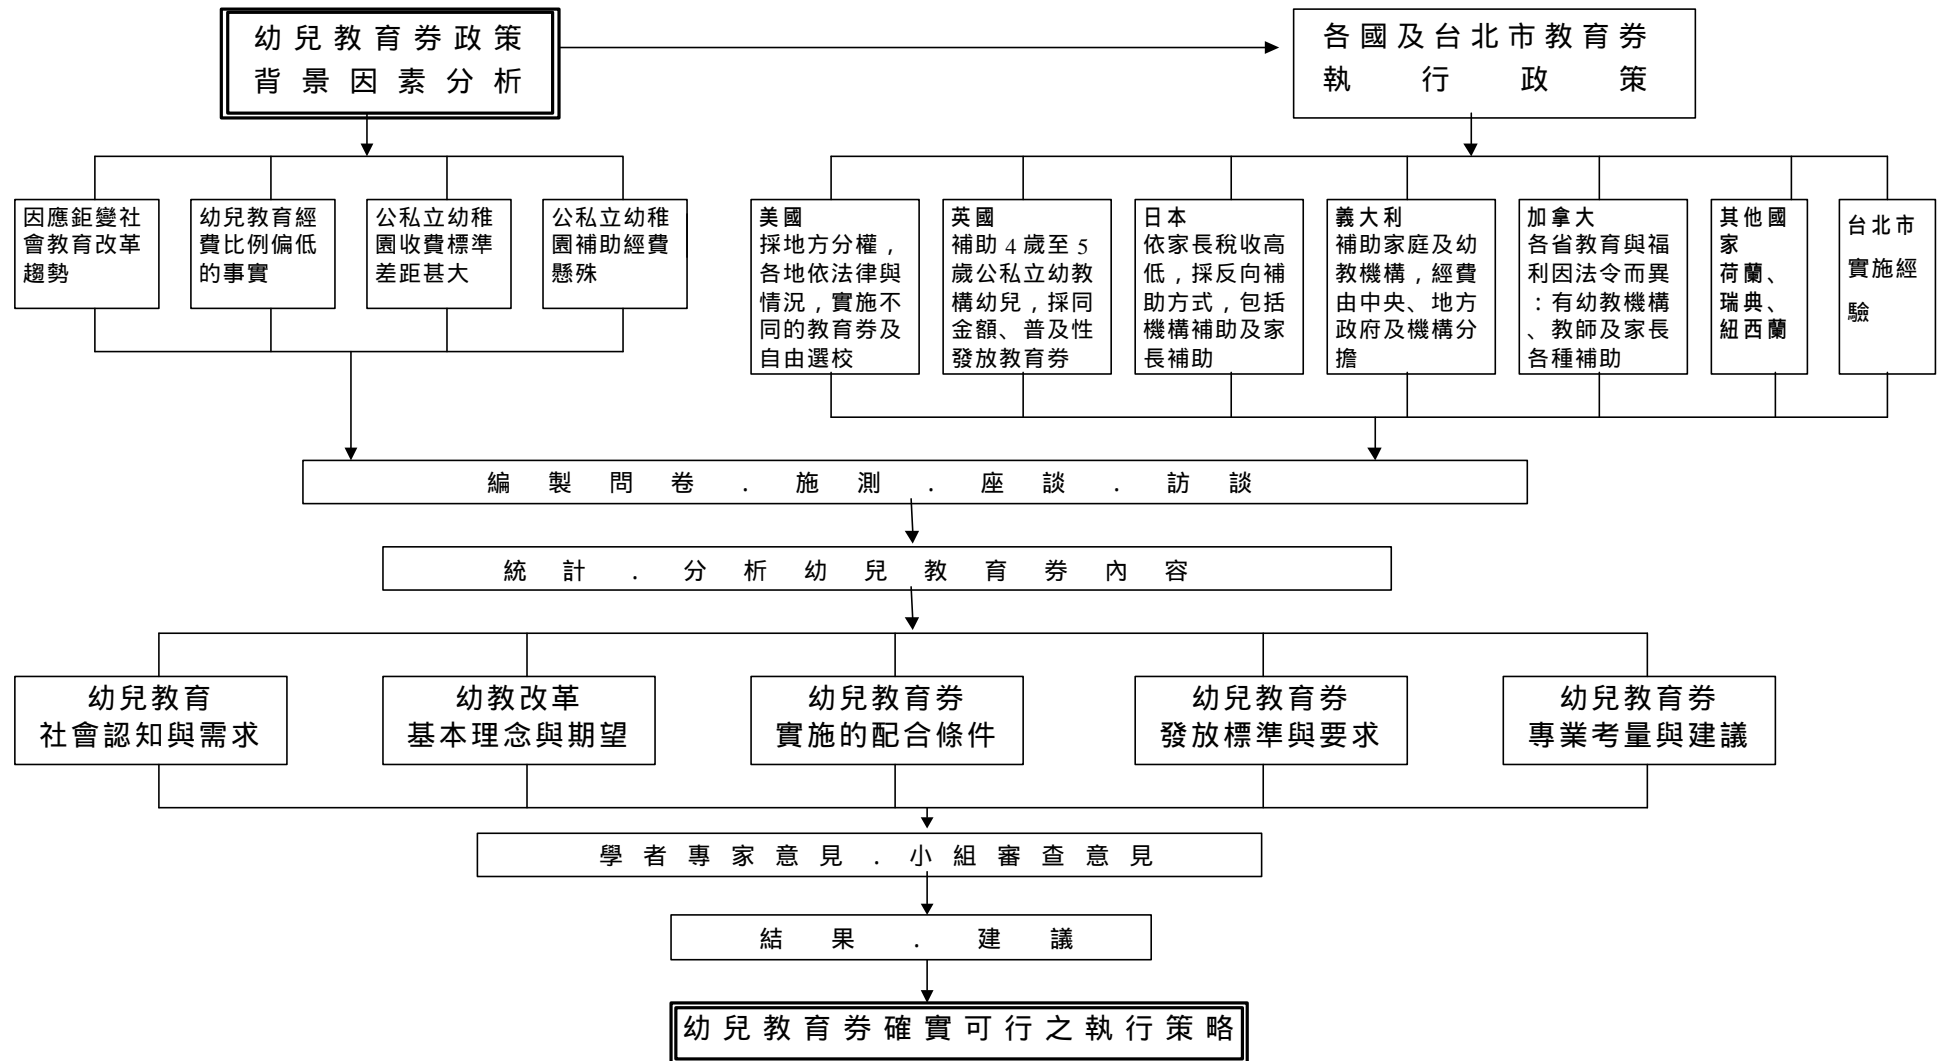 幼兒教育券政策
背景因素分析
各國及台北市教育券
執行政策
因應鉅變社
會教育改革
趨勢
幼兒教育經
費比例偏低
的事實
公私立幼稚
園收費標準
差距甚大
公私立幼稚
園補助經費
懸殊
美國
採地方分權，
各地依法律與
情況，實施不
同的教育券及
自由選校
英國
補助 4 歲至 5
歲公私立幼教
構幼兒，採同
金額、普及性
發放教育券
日本
依家長稅收高
低，採反向補
助方式，包括
機構補助及家
長補助
義大利
補助家庭及幼
教機構，經費
由中央、地方
政府及機構分
擔
加拿大
各省教育與福
利因法令而異
：有幼教機構
、教師及家長
各種補助
其他國
家
荷蘭、
瑞典、
紐西蘭
台北市
實施經
驗
編製問卷．施測．座談．訪談
統計．分析幼兒教育券內容
幼兒教育
社會認知與需求
幼教改革
基本理念與期望
幼兒教育券
實施的配合條件
幼兒教育券
發放標準與要求
幼兒教育券
專業考量與建議
學者專家意見．小組審查意見
結果．建議
幼兒教育券確實可行之執行策略